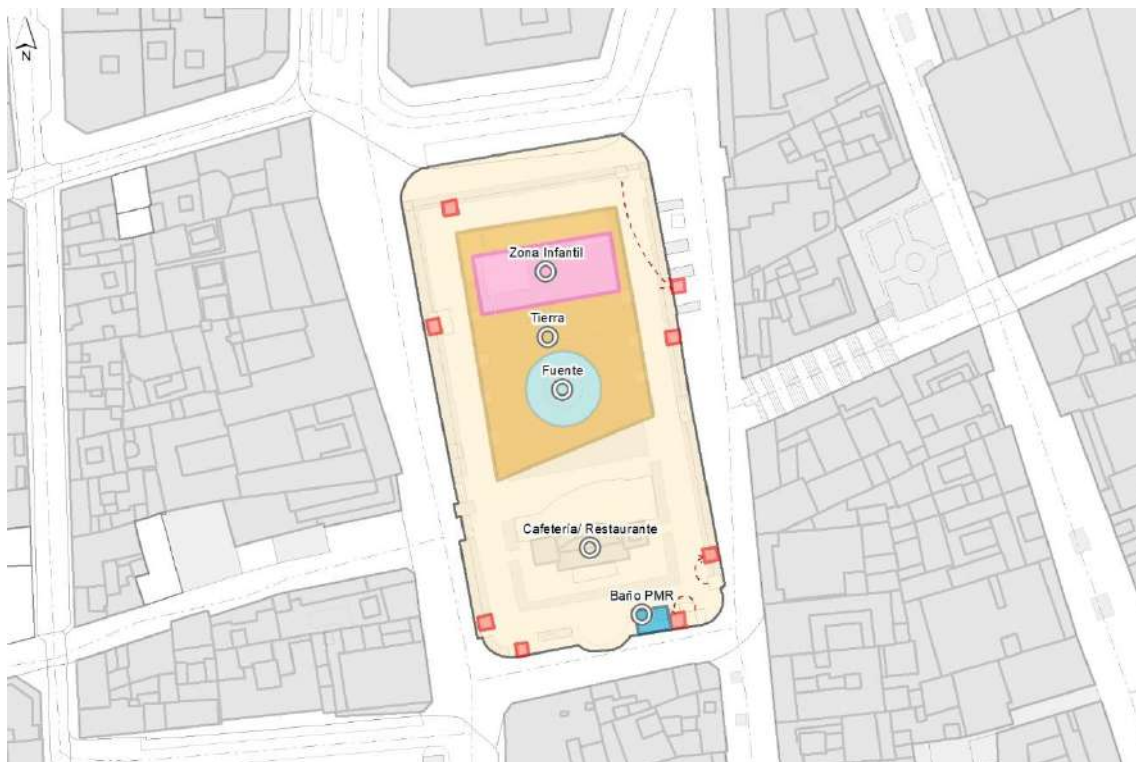 N
Zona Infantil
Tierra
Fuente
Cafetería/ Restaurante
Baño PMR